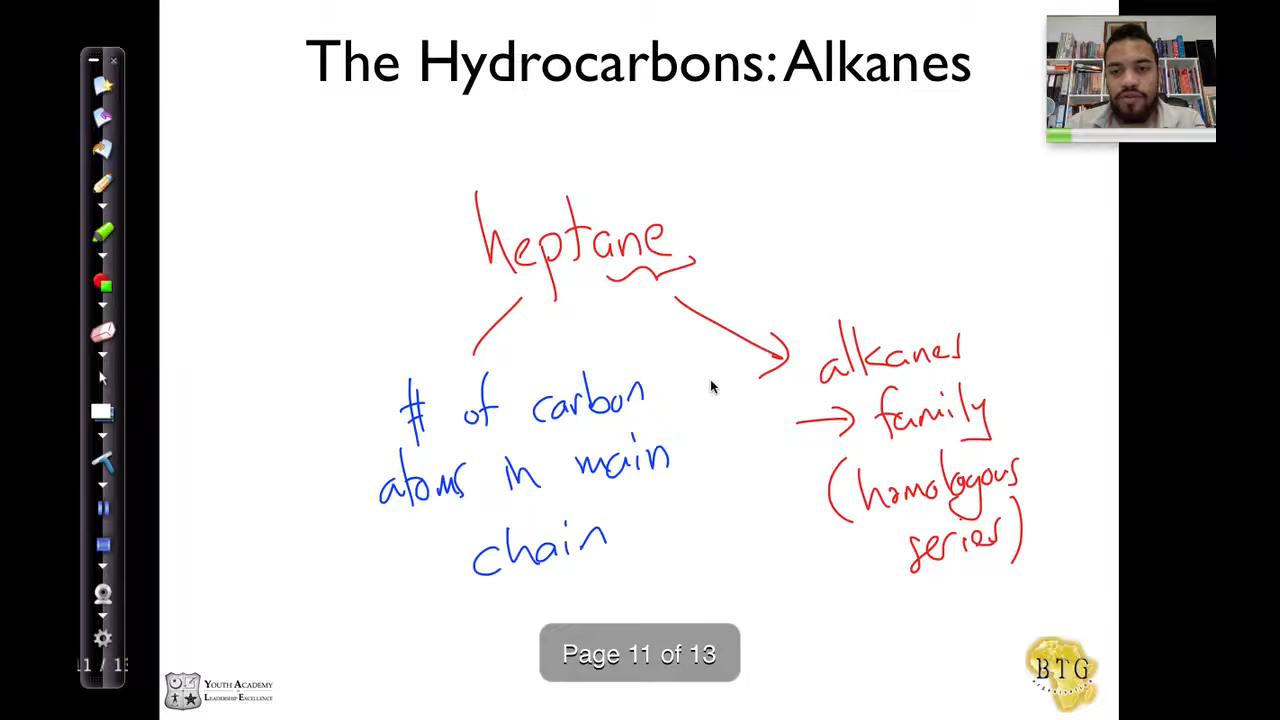 The Hydrocarbons: Alkanes
heptane
# of carbon
atoms in main
chain
alkanes
→ family
(homologous
series)
Page 11 of 13
11 / 13
YOUTH ACADEMY
LEADERSHIP EXCELLENCE
BTG